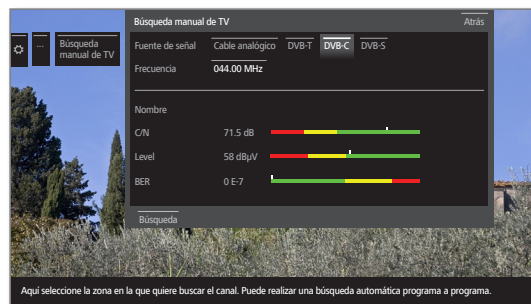 Búsqueda manual de TV
Atrás
...
Búsqueda
manual de TV
Fuente de señal Cable analógico DVB-T DVB-C DVB-S
Frecuencia 044.00 MHz
Nombre
C/N 71.5 dB
Level 58 dBµV
BER 0 E-7
Búsqueda
Aquí seleccione la zona en la que quiere buscar el canal. Puede realizar una búsqueda automática programa a programa.